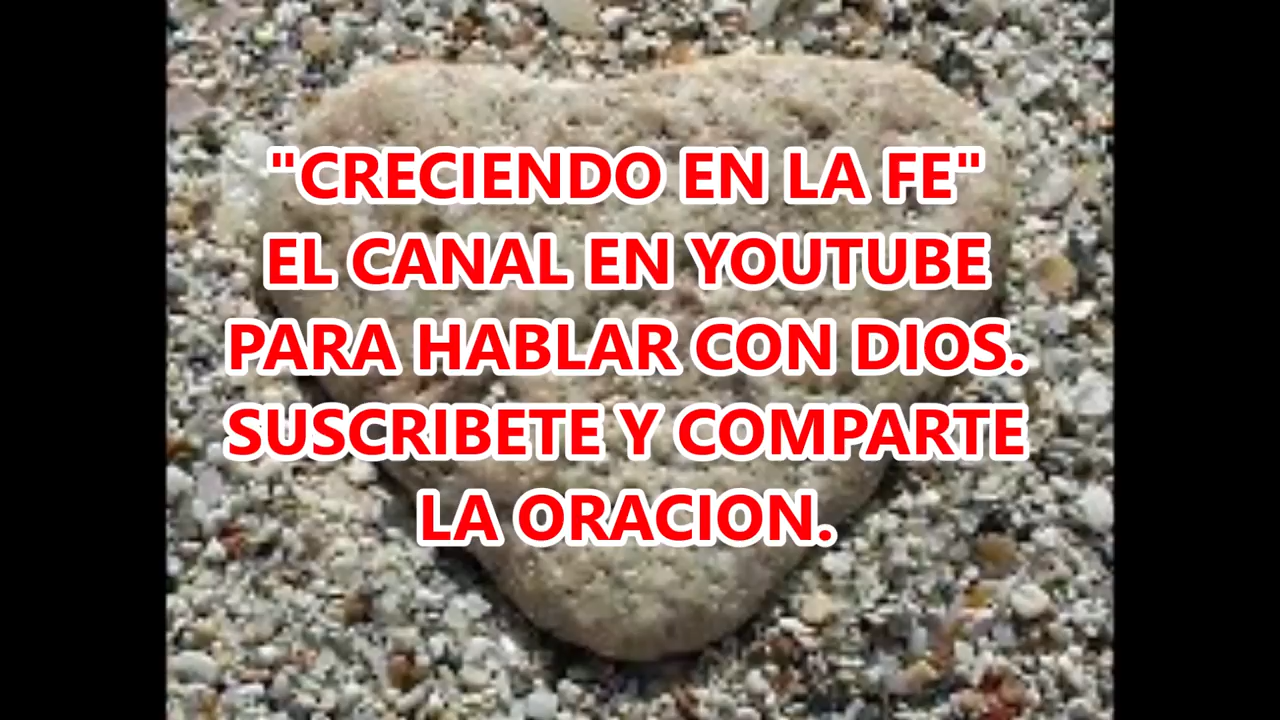 "CRECIENDO EN LA FE"
EL CANAL EN YOUTUBE
PARA HABLAR CON DIOS.
SUSCRIBETE Y COMPARTE
LA ORACION.